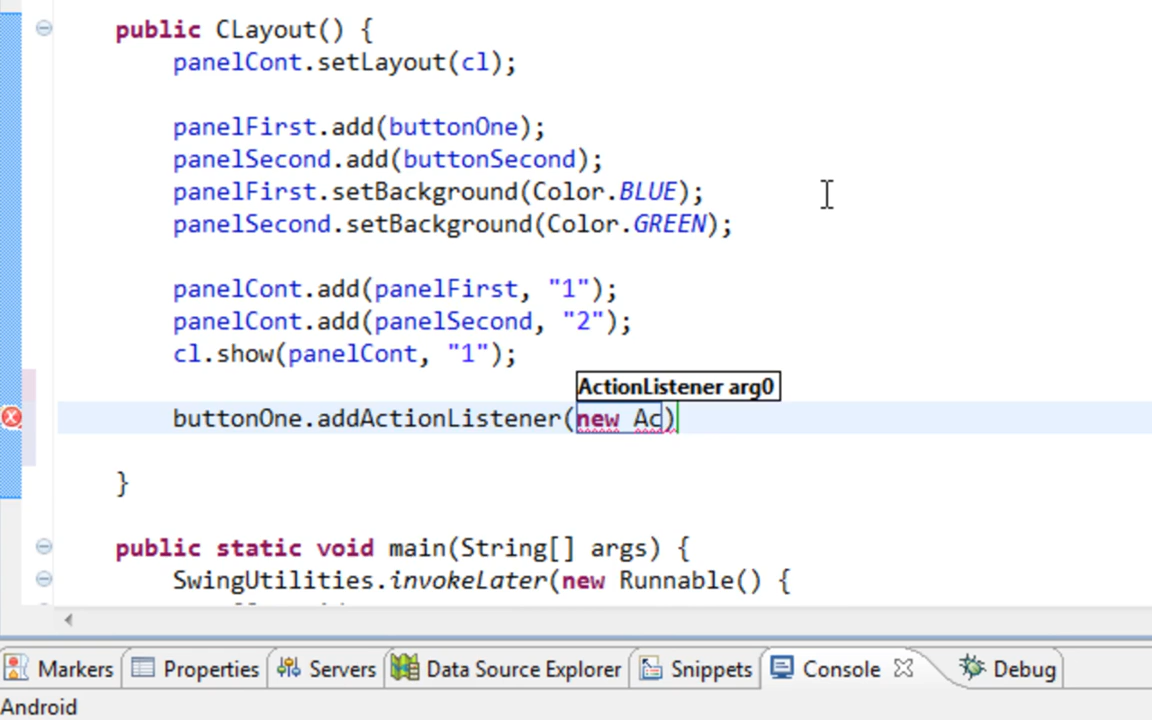 public CLayout() {
panelCont.setLayout(cl);
panelFirst.add(buttonOne);
panelSecond.add(buttonSecond);
panelFirst.setBackground(Color.BLUE);
panelSecond.setBackground(Color.GREEN);
panelCont.add(panelFirst, "1");
panelCont.add(panelSecond, "2");
cl.show(panelCont, "1");
ActionListener arg0
buttonOne.addActionListener(new Ac)
}
public static void main(String[] args) {
SwingUtilities.invokeLater(new Runnable() {
Markers Properties Servers Data Source Explorer Snippets Console Debug
Android